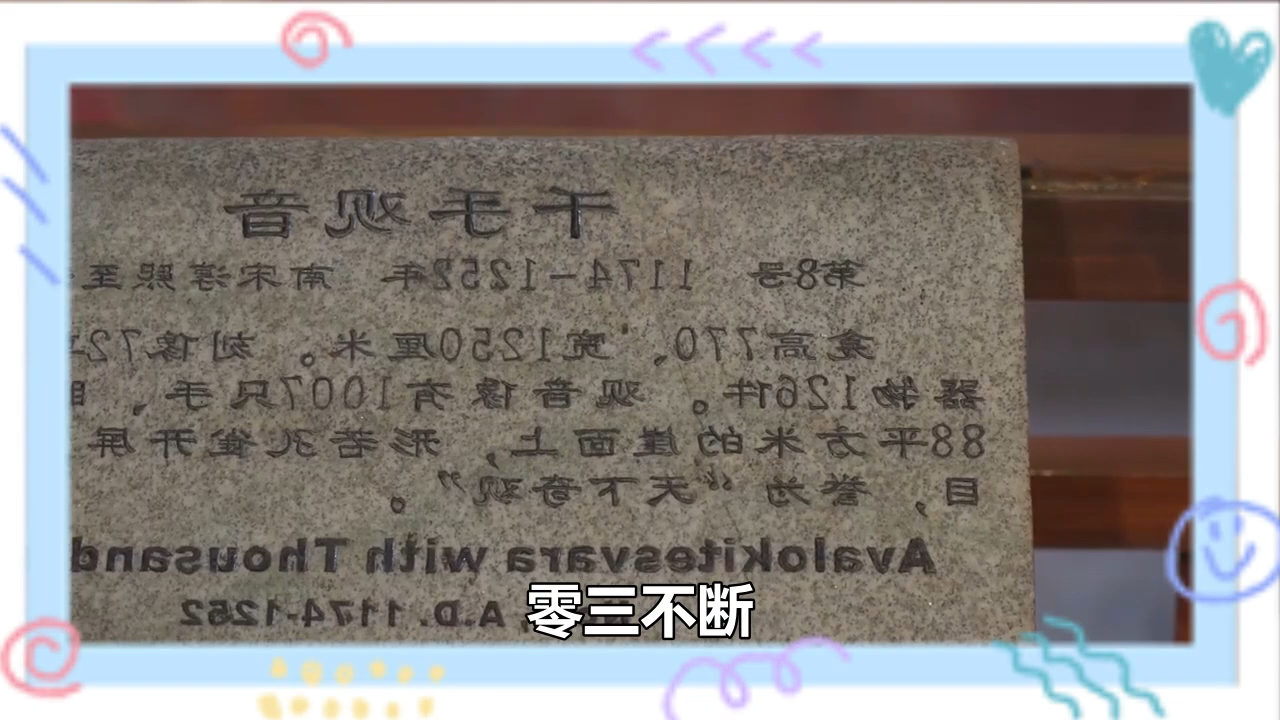 千手观音
第8号 1174-1252年 南宋淳熙至
龛高770、宽1250厘米。刻像72
器物126件。观音像有1007只手、
88平方米的崖面上，形若孔雀开屏
目，誉为“天下奇观”。
Avalokitesvara with Thousand
A.D. 1174-1252
零三不断